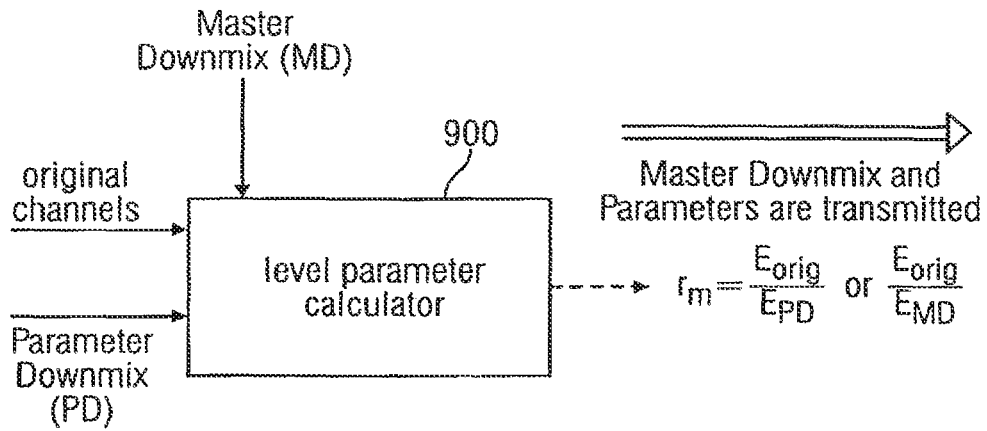 Master
Downmix (MD)
900
original
channels
Master Downmix and
Parameters are transmitted
level parameter
calculator
r_m = E_orig/E_PD or E_orig/E_MD
Parameter
Downmix
(PD)